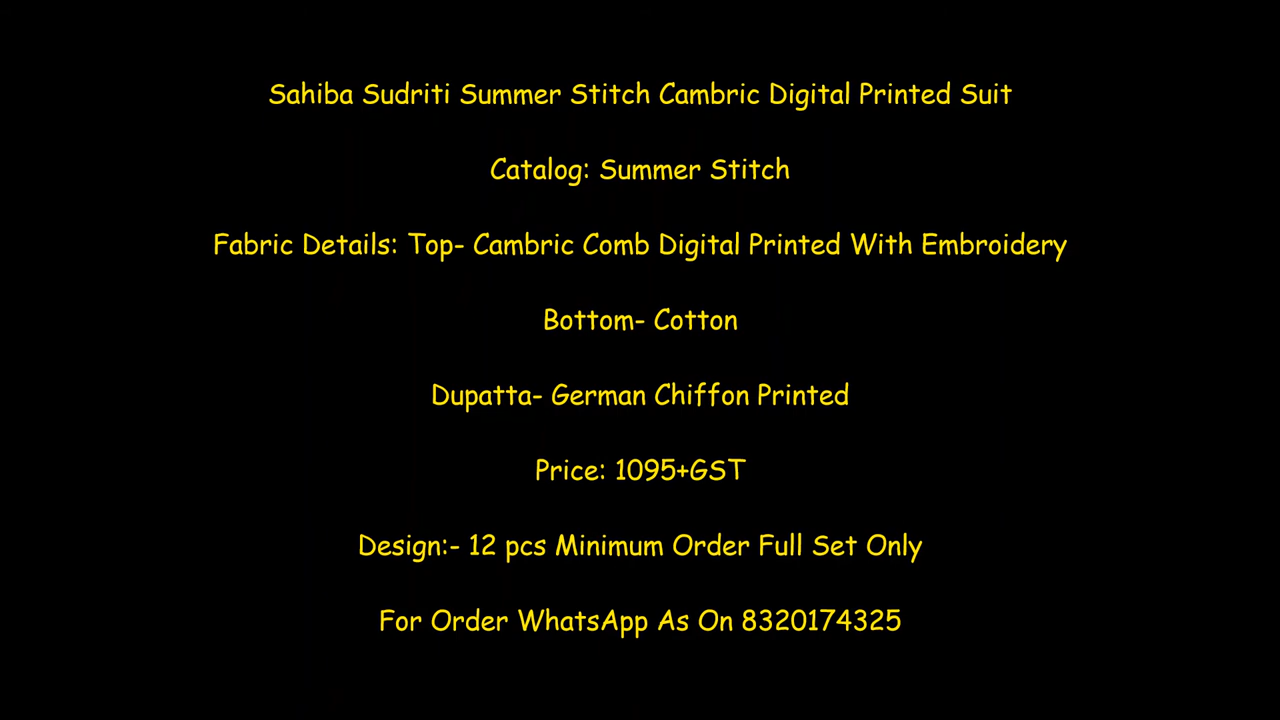 Sahiba Sudriti Summer Stitch Cambric Digital Printed Suit
Catalog: Summer Stitch
Fabric Details: Top- Cambric Comb Digital Printed With Embroidery
Bottom- Cotton
Dupatta- German Chiffon Printed
Price: 1095+GST
Design:- 12 pcs Minimum Order Full Set Only
For Order WhatsApp As On 8320174325